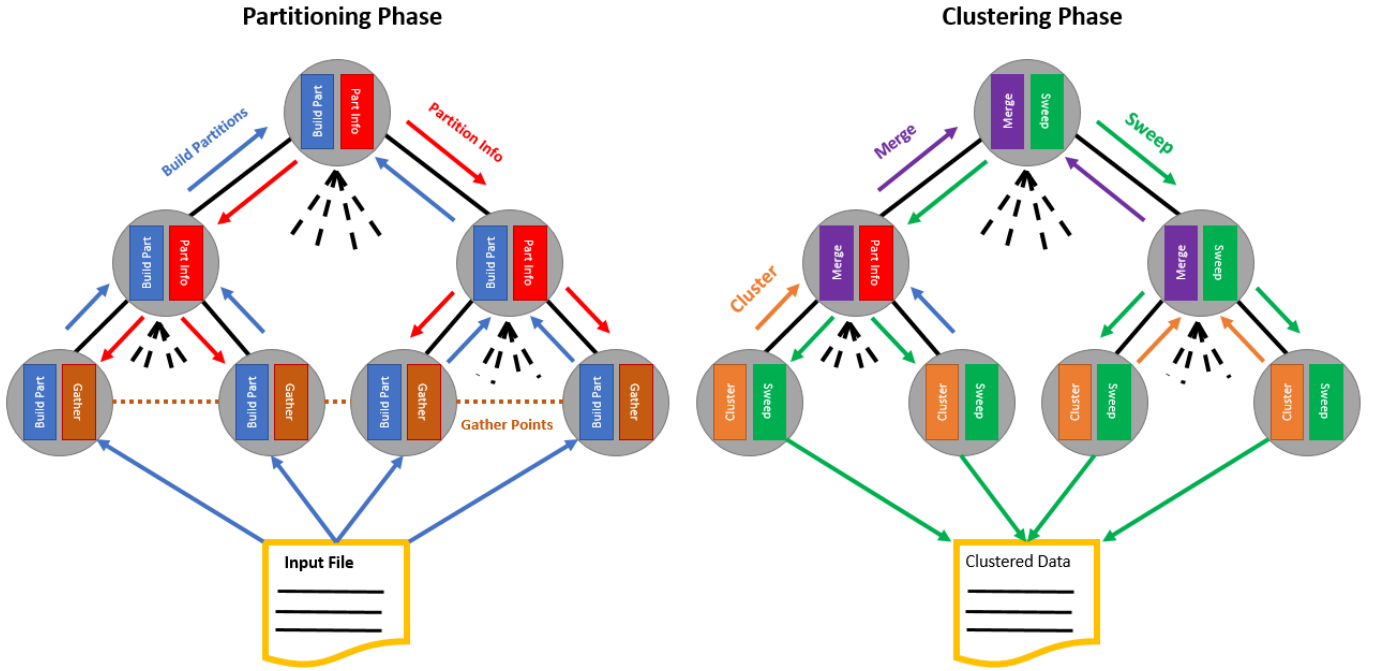 Partitioning Phase
Clustering Phase
Build Partitions
Build Part
Part Info
Partition Info
Merge
Merge
Sweep
Sweep
Build Part
Part Info
Build Part
Part Info
Cluster
Merge
Part Info
Merge
Sweep
Build Part
Gather
Build Part
Gather
Build Part
Gather
Build Part
Gather
Gather Points
Cluster
Sweep
Cluster
Sweep
Cluster
Sweep
Cluster
Sweep
Input File
Clustered Data